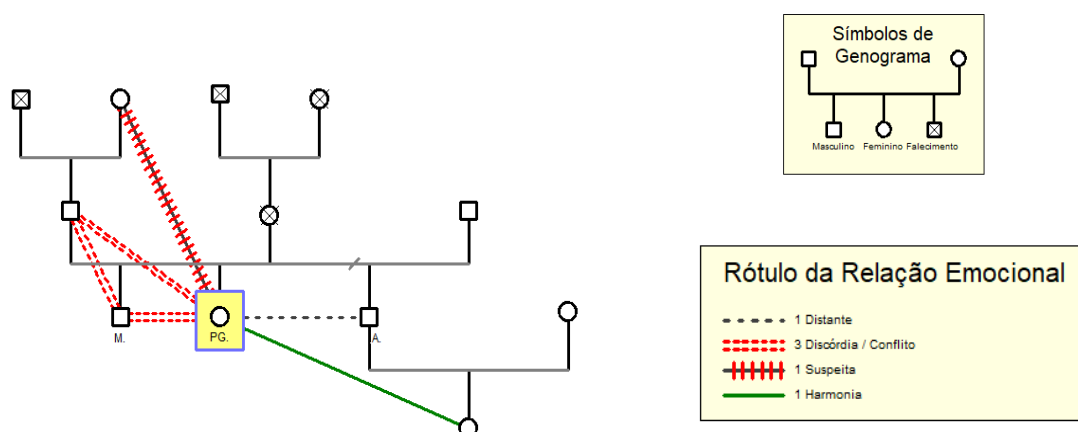 Símbolos de
Genograma
Masculino Feminino Falecimento
M.
PG.
A.
Rótulo da Relação Emocional
1 Distante
3 Discórdia / Conflito
1 Suspeita
1 Harmonia